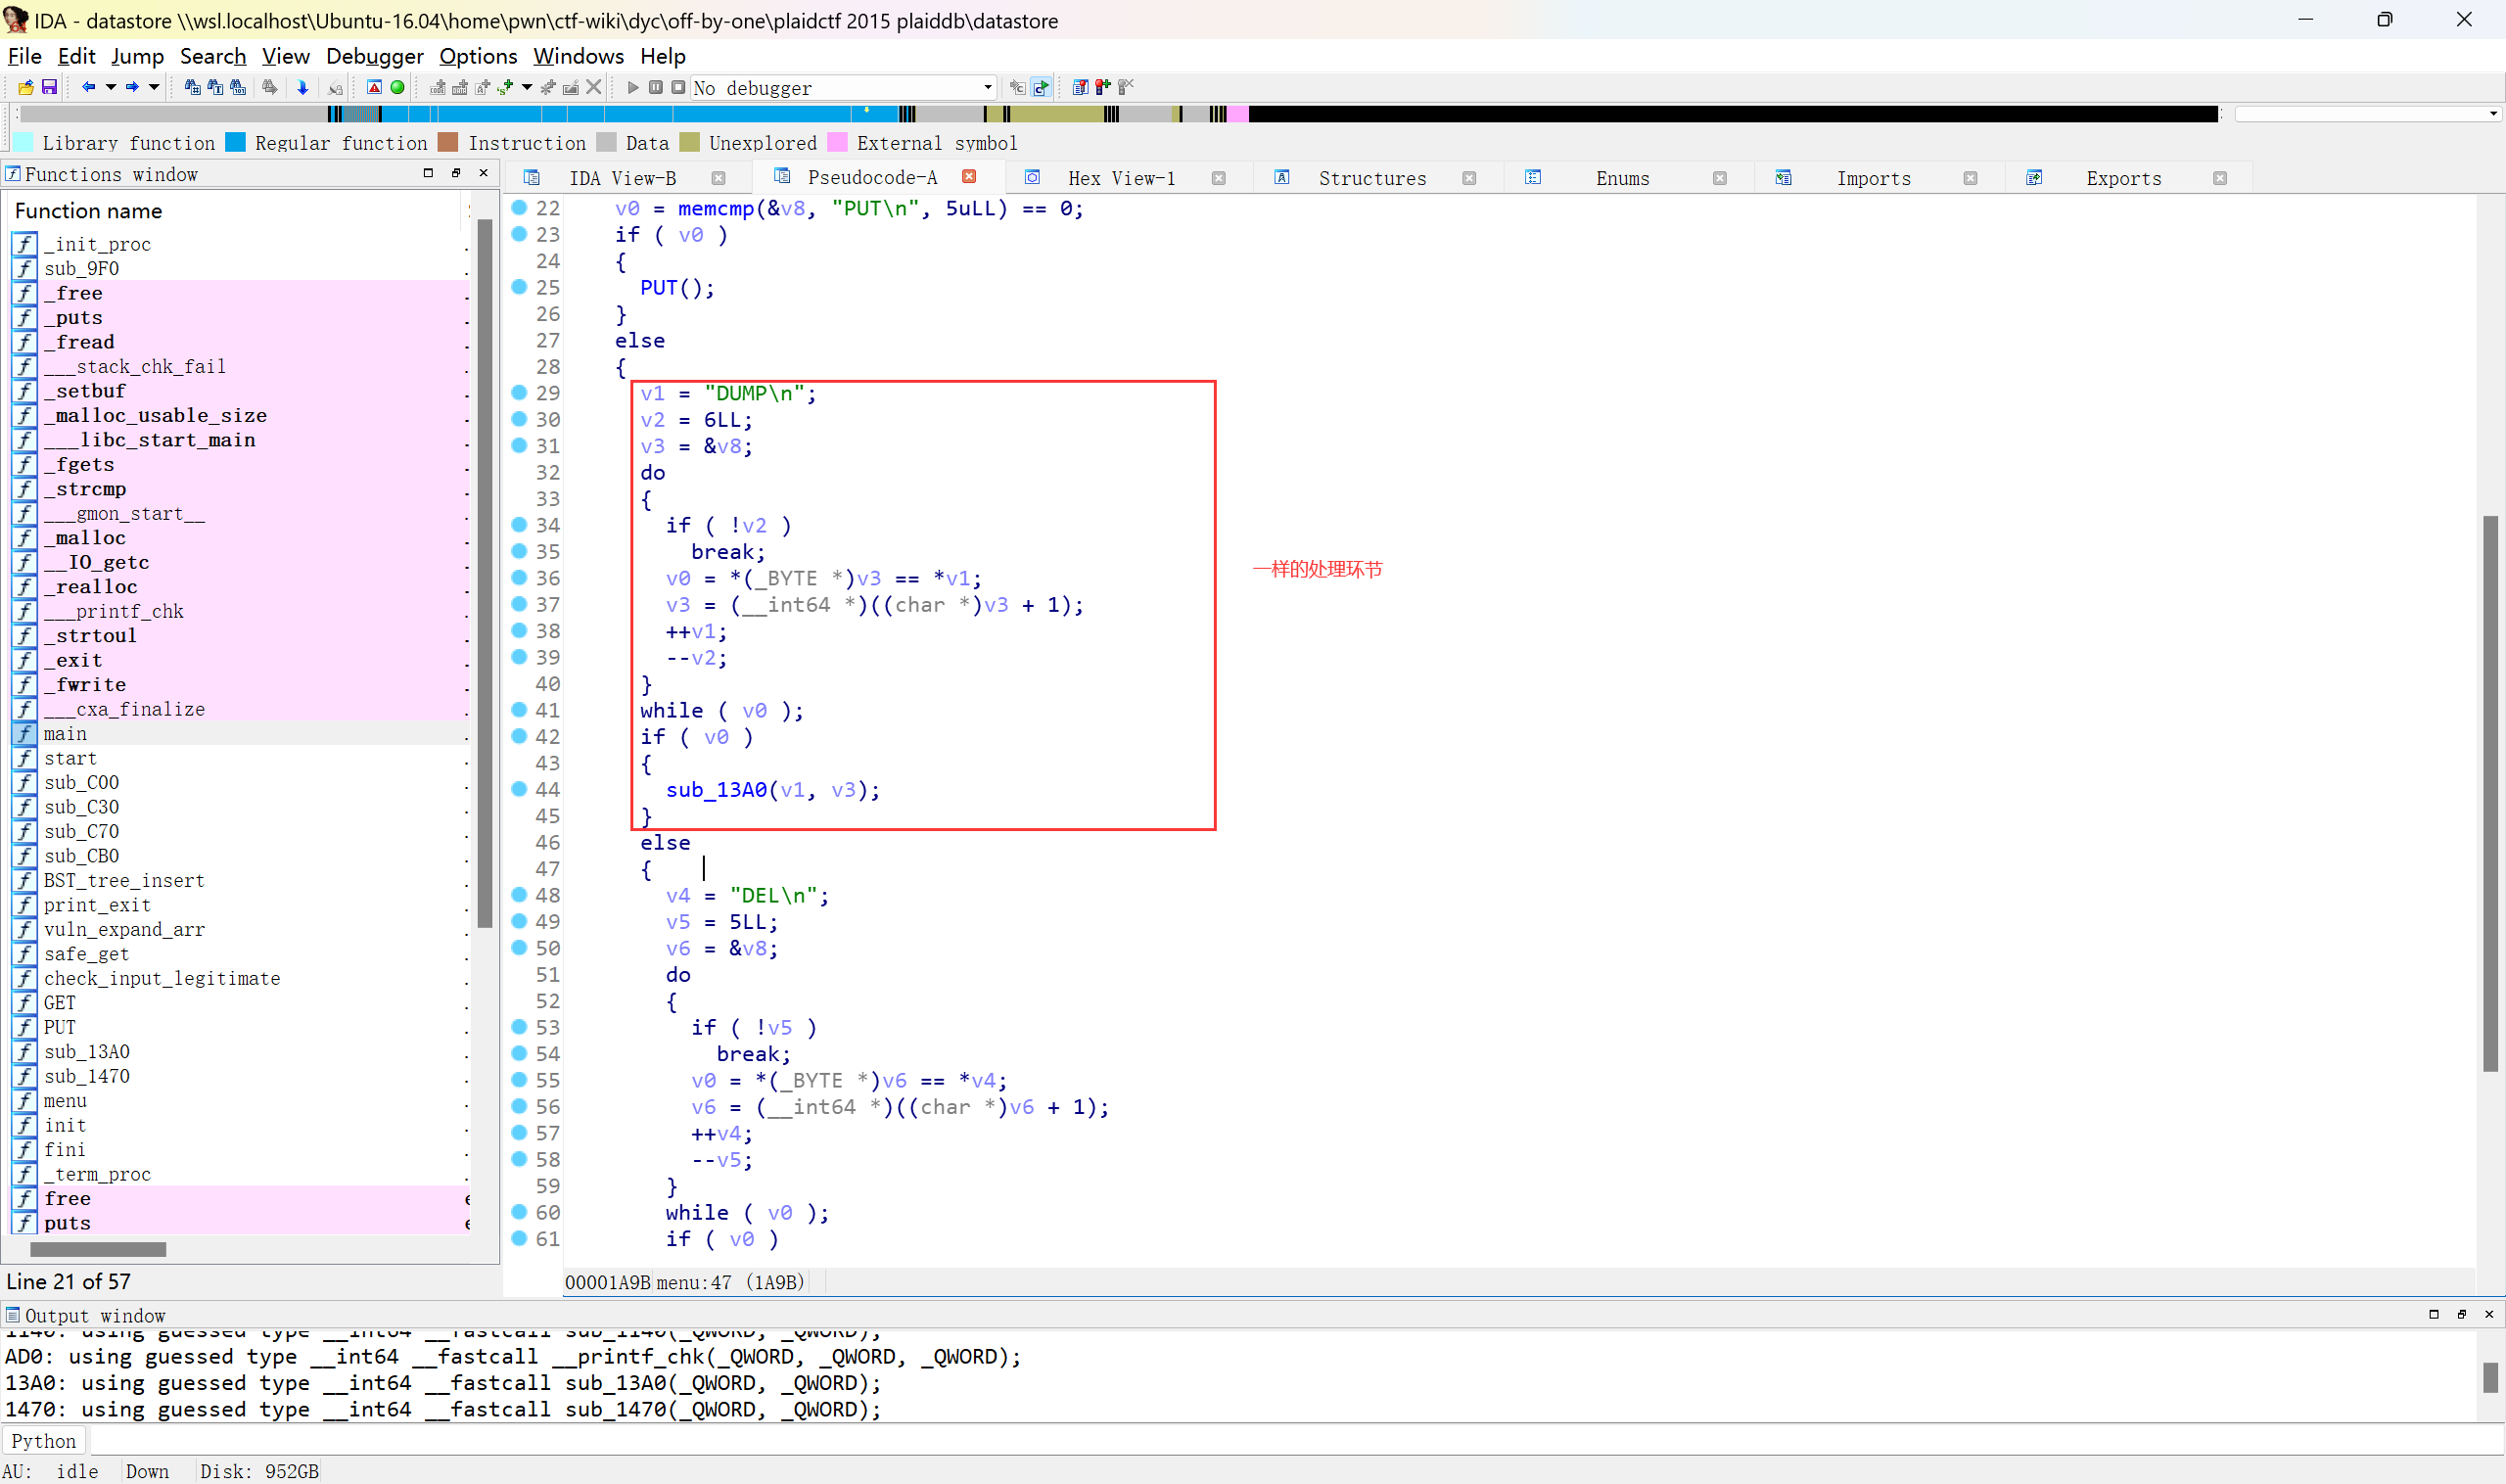 IDA - datastore \\wsl.localhost\Ubuntu-16.04\home\pwn\ctf-wiki\dyc\off-by-one\plaidctf 2015 plaiddb\datastore
File Edit Jump Search View Debugger Options Windows Help
No debugger
Library function Regular function Instruction Data Unexplored External symbol
Functions window
IDA View-B Pseudocode-A Hex View-1 Structures Enums Imports Exports
Function name
_init_proc
sub_9F0
_free
_puts
_fread
___stack_chk_fail
_setbuf
_malloc_usable_size
___libc_start_main
_fgets
_strcmp
___gmon_start__
_malloc
__IO_getc
_realloc
___printf_chk
_strtoul
_exit
_fwrite
___cxa_finalize
main
start
sub_C00
sub_C30
sub_C70
sub_CB0
BST_tree_insert
print_exit
vuln_expand_arr
safe_get
check_input_legitimate
GET
PUT
sub_13A0
sub_1470
menu
init
fini
_term_proc
free
puts
Line 21 of 57
22 v0 = memcmp(&v8, "PUT\n", 5uLL) == 0;
23 if ( v0 )
24 {
25 PUT();
26 }
27 else
28 {
29 v1 = "DUMP\n";
30 v2 = 6LL;
31 v3 = &v8;
32 do
33 {
34 if ( !v2 )
35 break;
36 v0 = *(_BYTE *)v3 == *v1;
37 v3 = (__int64 *)((char *)v3 + 1);
38 ++v1;
39 --v2;
40 }
41 while ( v0 );
42 if ( v0 )
43 {
44 sub_13A0(v1, v3);
45 }
46 else
47 {
48 v4 = "DEL\n";
49 v5 = 5LL;
50 v6 = &v8;
51 do
52 {
53 if ( !v5 )
54 break;
55 v0 = *(_BYTE *)v6 == *v4;
56 v6 = (__int64 *)((char *)v6 + 1);
57 ++v4;
58 --v5;
59 }
60 while ( v0 );
61 if ( v0 )
一样的处理环节
00001A9B menu:47 (1A9B)
Output window
1140: using guessed type __int64 __fastcall sub_1140(_QWORD, _QWORD);
AD0: using guessed type __int64 __fastcall __printf_chk(_QWORD, _QWORD, _QWORD);
13A0: using guessed type __int64 __fastcall sub_13A0(_QWORD, _QWORD);
1470: using guessed type __int64 __fastcall sub_1470(_QWORD, _QWORD);
Python
AU: idle Down Disk: 952GB